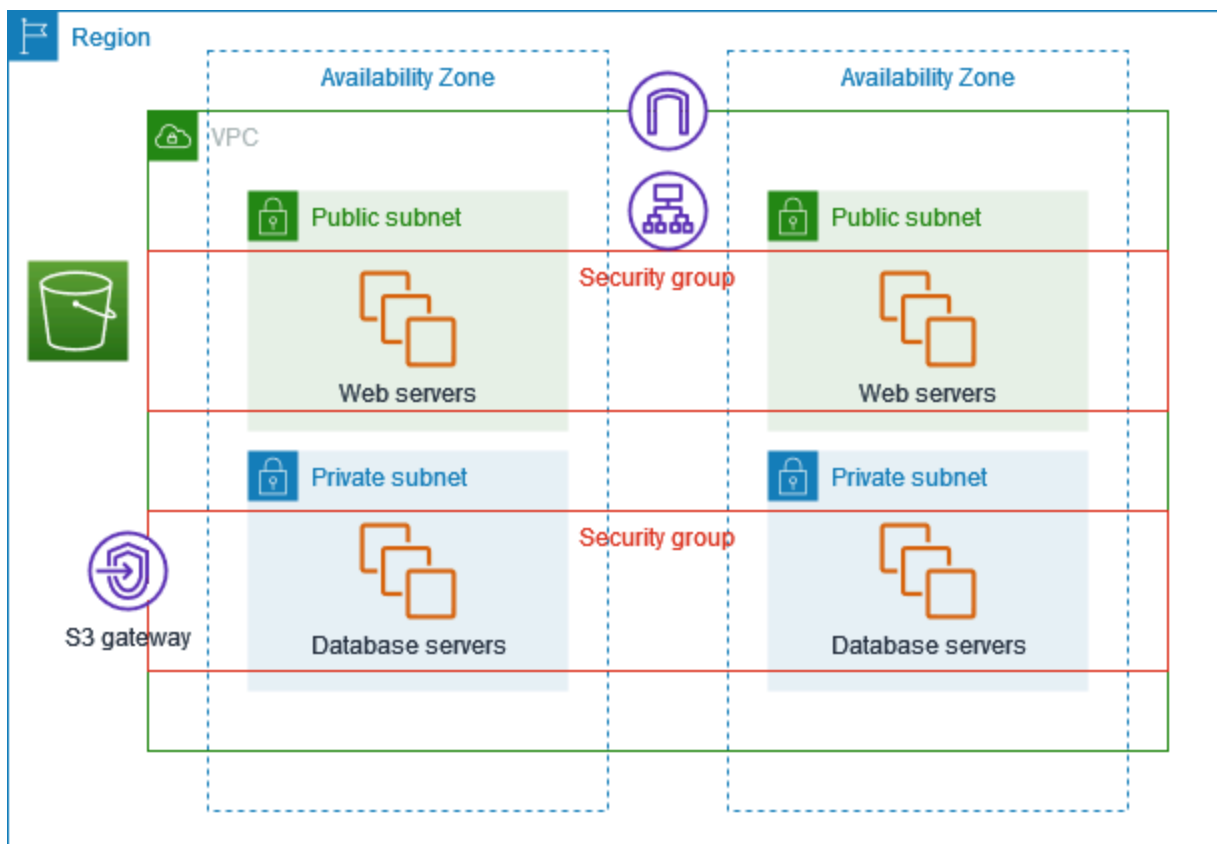 Region
Availability Zone
Availability Zone
VPC
Public subnet
Public subnet
Security group
Web servers
Web servers
Private subnet
Private subnet
Security group
S3 gateway
Database servers
Database servers